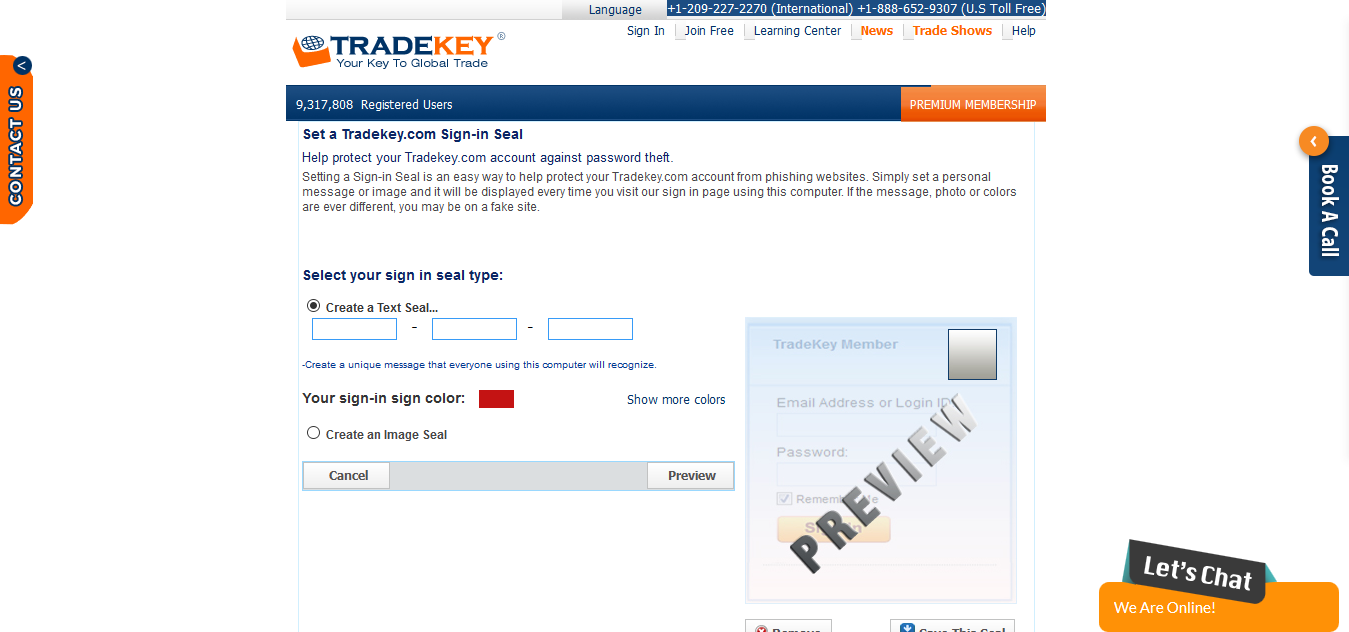 Language
+1-209-227-2270 (International) +1-888-652-9307 (U.S Toll Free)
Sign In Join Free Learning Center News Trade Shows Help
TRADEKEY®
Your Key To Global Trade
<
CONTACT US
9,317,808 Registered Users
PREMIUM MEMBERSHIP
Set a Tradekey.com Sign-in Seal
Help protect your Tradekey.com account against password theft.
Setting a Sign-in Seal is an easy way to help protect your Tradekey.com account from phishing websites. Simply set a personal
message or image and it will be displayed every time you visit our sign in page using this computer. If the message, photo or colors
are ever different, you may be on a fake site.
Book A Call
Select your sign in seal type:
Create a Text Seal...
- -
-Create a unique message that everyone using this computer will recognize.
Your sign-in sign color:
Show more colors
Create an Image Seal
Cancel
Preview
TradeKey Member
Email Address or Login ID
Password:
Remember Me
Sign In
PREVIEW
Remove
Save This Seal
Let's Chat
We Are Online!